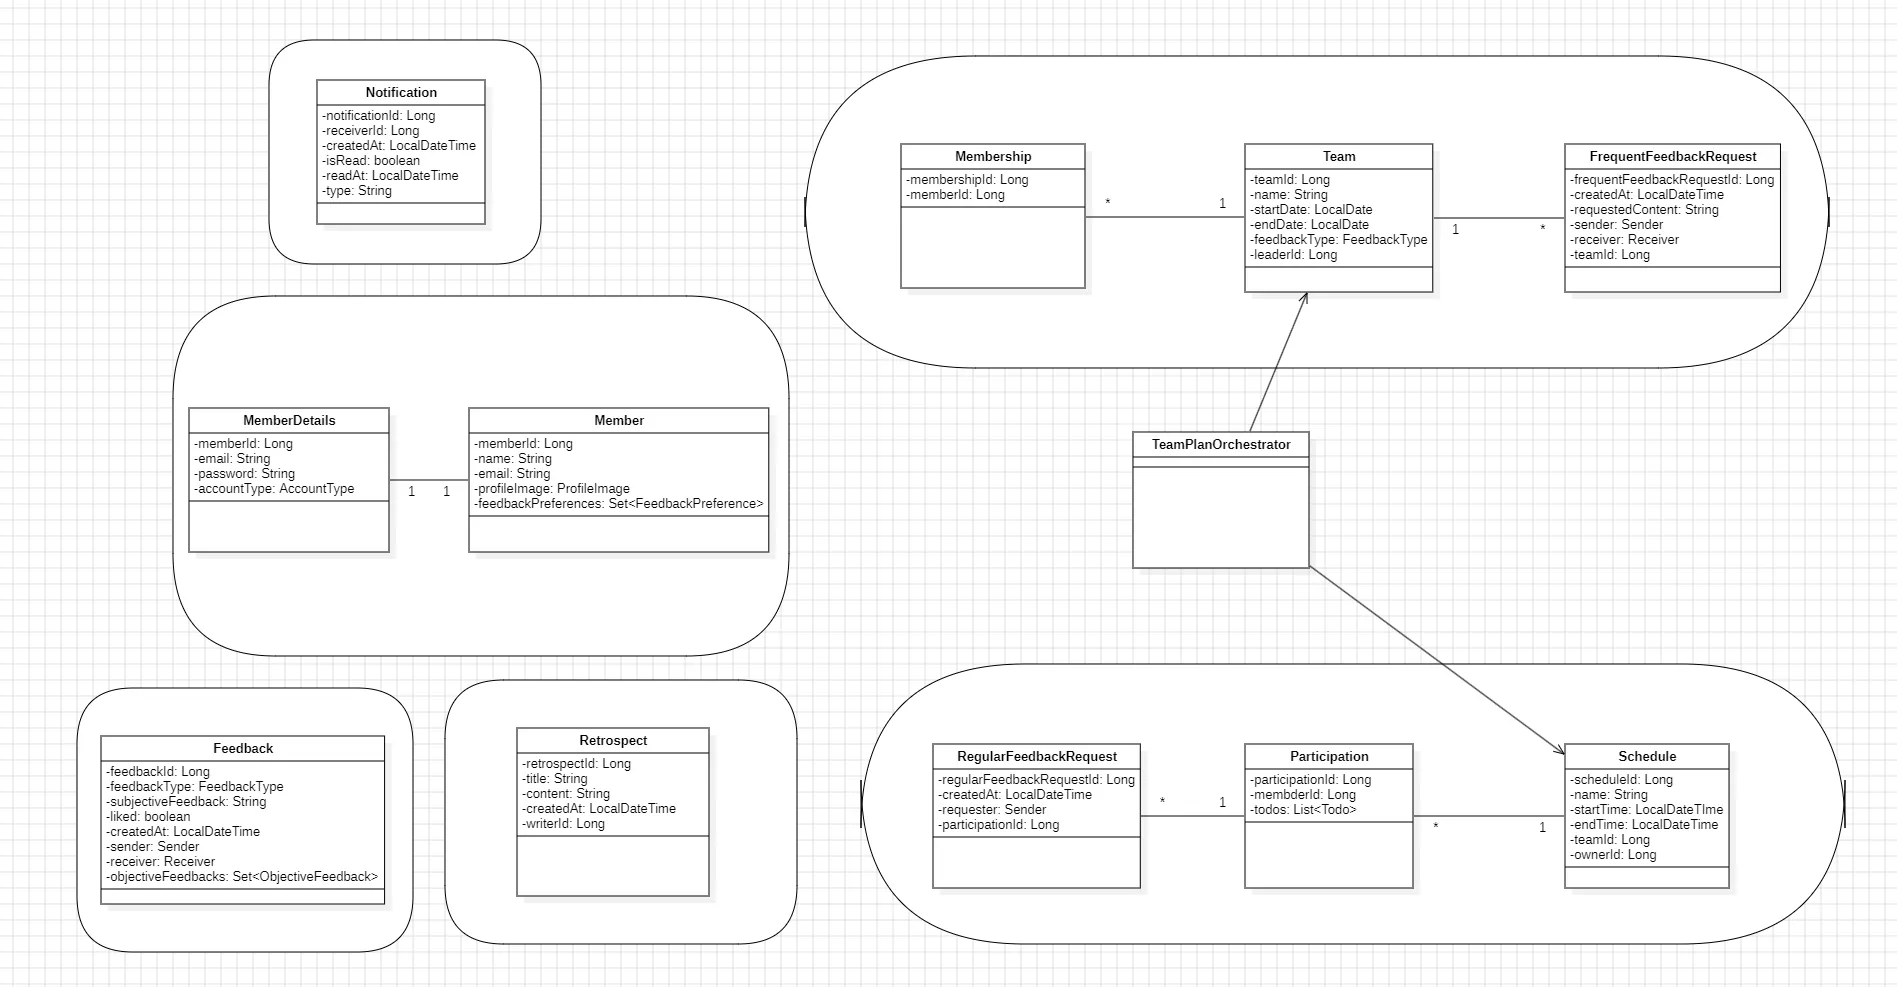 Notification
-notificationId: Long
-receiverId: Long
-createdAt: LocalDateTime
-isRead: boolean
-readAt: LocalDateTime
-type: String
Membership
-membershipId: Long
-memberId: Long
*
1
Team
-teamId: Long
-name: String
-startDate: LocalDate
-endDate: LocalDate
-feedbackType: FeedbackType
-leaderId: Long
1
*
FrequentFeedbackRequest
-frequentFeedbackRequestId: Long
-createdAt: LocalDateTime
-requestedContent: String
-sender: Sender
-receiver: Receiver
-teamId: Long
MemberDetails
-memberId: Long
-email: String
-password: String
-accountType: AccountType
1
1
Member
-memberId: Long
-name: String
-email: String
-profileImage: ProfileImage
-feedbackPreferences: Set<FeedbackPreference>
TeamPlanOrchestrator
Feedback
-feedbackId: Long
-feedbackType: FeedbackType
-subjectiveFeedback: String
-liked: boolean
-createdAt: LocalDateTime
-sender: Sender
-receiver: Receiver
-objectiveFeedbacks: Set<ObjectiveFeedback>
Retrospect
-retrospectId: Long
-title: String
-content: String
-createdAt: LocalDateTime
-writerId: Long
RegularFeedbackRequest
-regularFeedbackRequestId: Long
-createdAt: LocalDateTime
-requester: Sender
-participationId: Long
*
1
Participation
-participationId: Long
-membderId: Long
-todos: List<Todo>
*
1
Schedule
-scheduleId: Long
-name: String
-startTime: LocalDateTIme
-endTime: LocalDateTime
-teamId: Long
-ownerId: Long